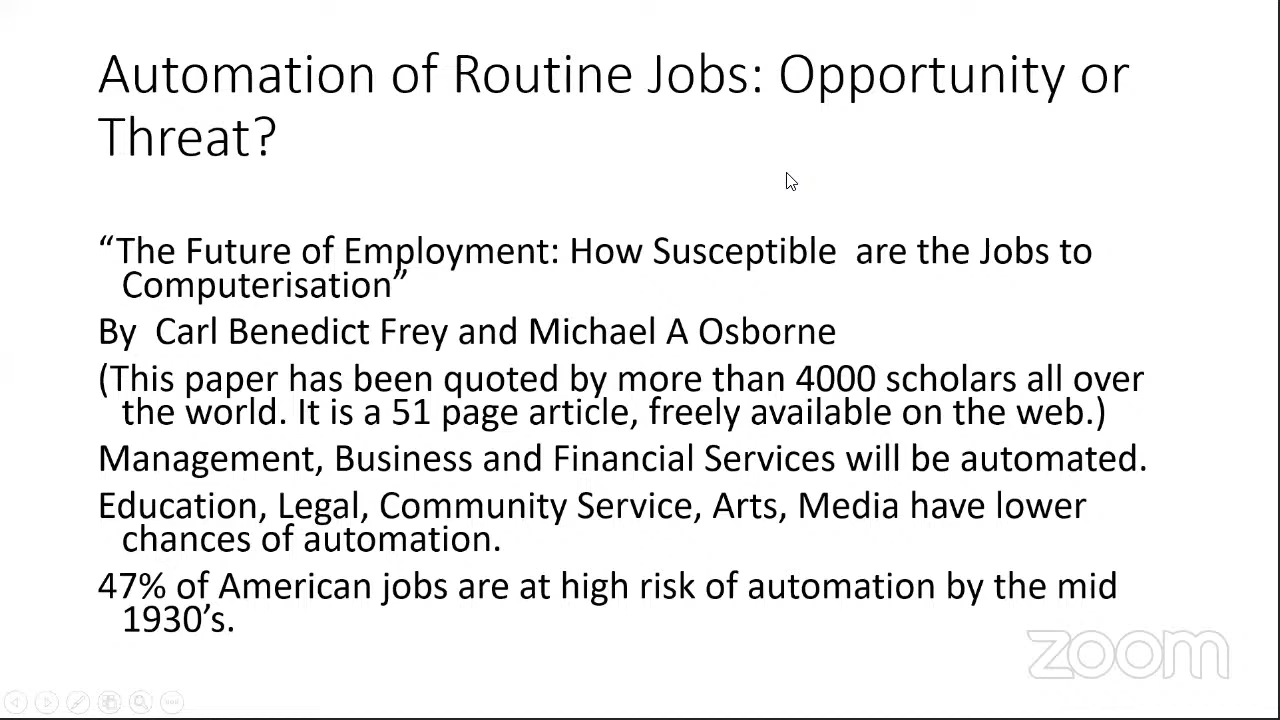 Automation of Routine Jobs: Opportunity or
Threat?
“The Future of Employment: How Susceptible  are the Jobs to
Computerisation”
By  Carl Benedict Frey and Michael A Osborne
(This paper has been quoted by more than 4000 scholars all over
the world. It is a 51 page article, freely available on the web.)
Management, Business and Financial Services will be automated.
Education, Legal, Community Service, Arts, Media have lower
chances of automation.
47% of American jobs are at high risk of automation by the mid
1930’s.
zoom